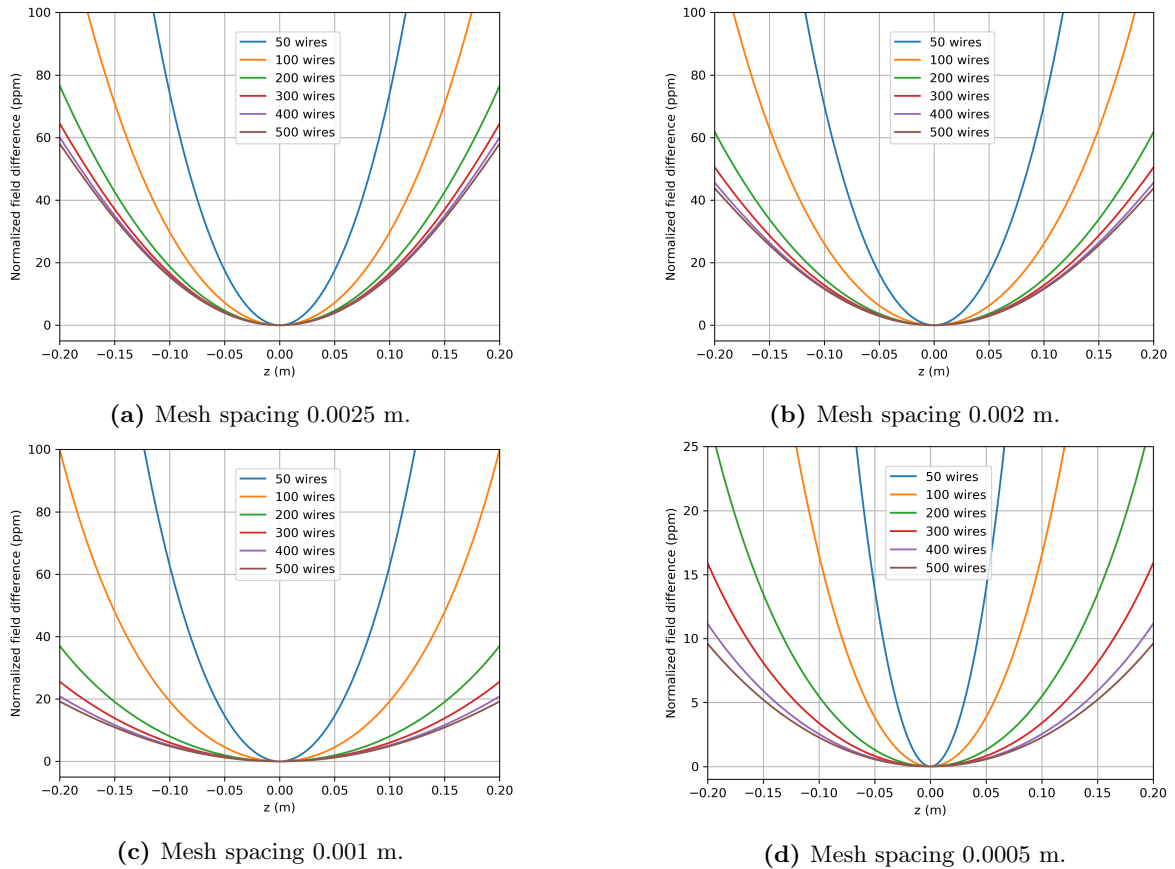 Normalized field difference (ppm)
100
80
60
40
20
0
50 wires
100 wires
200 wires
300 wires
400 wires
500 wires
−0.20 −0.15 −0.10 −0.05 0.00 0.05 0.10 0.15 0.20
z (m)
(a) Mesh spacing 0.0025 m.
Normalized field difference (ppm)
100
80
60
40
20
0
50 wires
100 wires
200 wires
300 wires
400 wires
500 wires
−0.20 −0.15 −0.10 −0.05 0.00 0.05 0.10 0.15 0.20
z (m)
(b) Mesh spacing 0.002 m.
Normalized field difference (ppm)
100
80
60
40
20
0
50 wires
100 wires
200 wires
300 wires
400 wires
500 wires
−0.20 −0.15 −0.10 −0.05 0.00 0.05 0.10 0.15 0.20
z (m)
(c) Mesh spacing 0.001 m.
Normalized field difference (ppm)
25
20
15
10
5
0
50 wires
100 wires
200 wires
300 wires
400 wires
500 wires
−0.20 −0.15 −0.10 −0.05 0.00 0.05 0.10 0.15 0.20
z (m)
(d) Mesh spacing 0.0005 m.